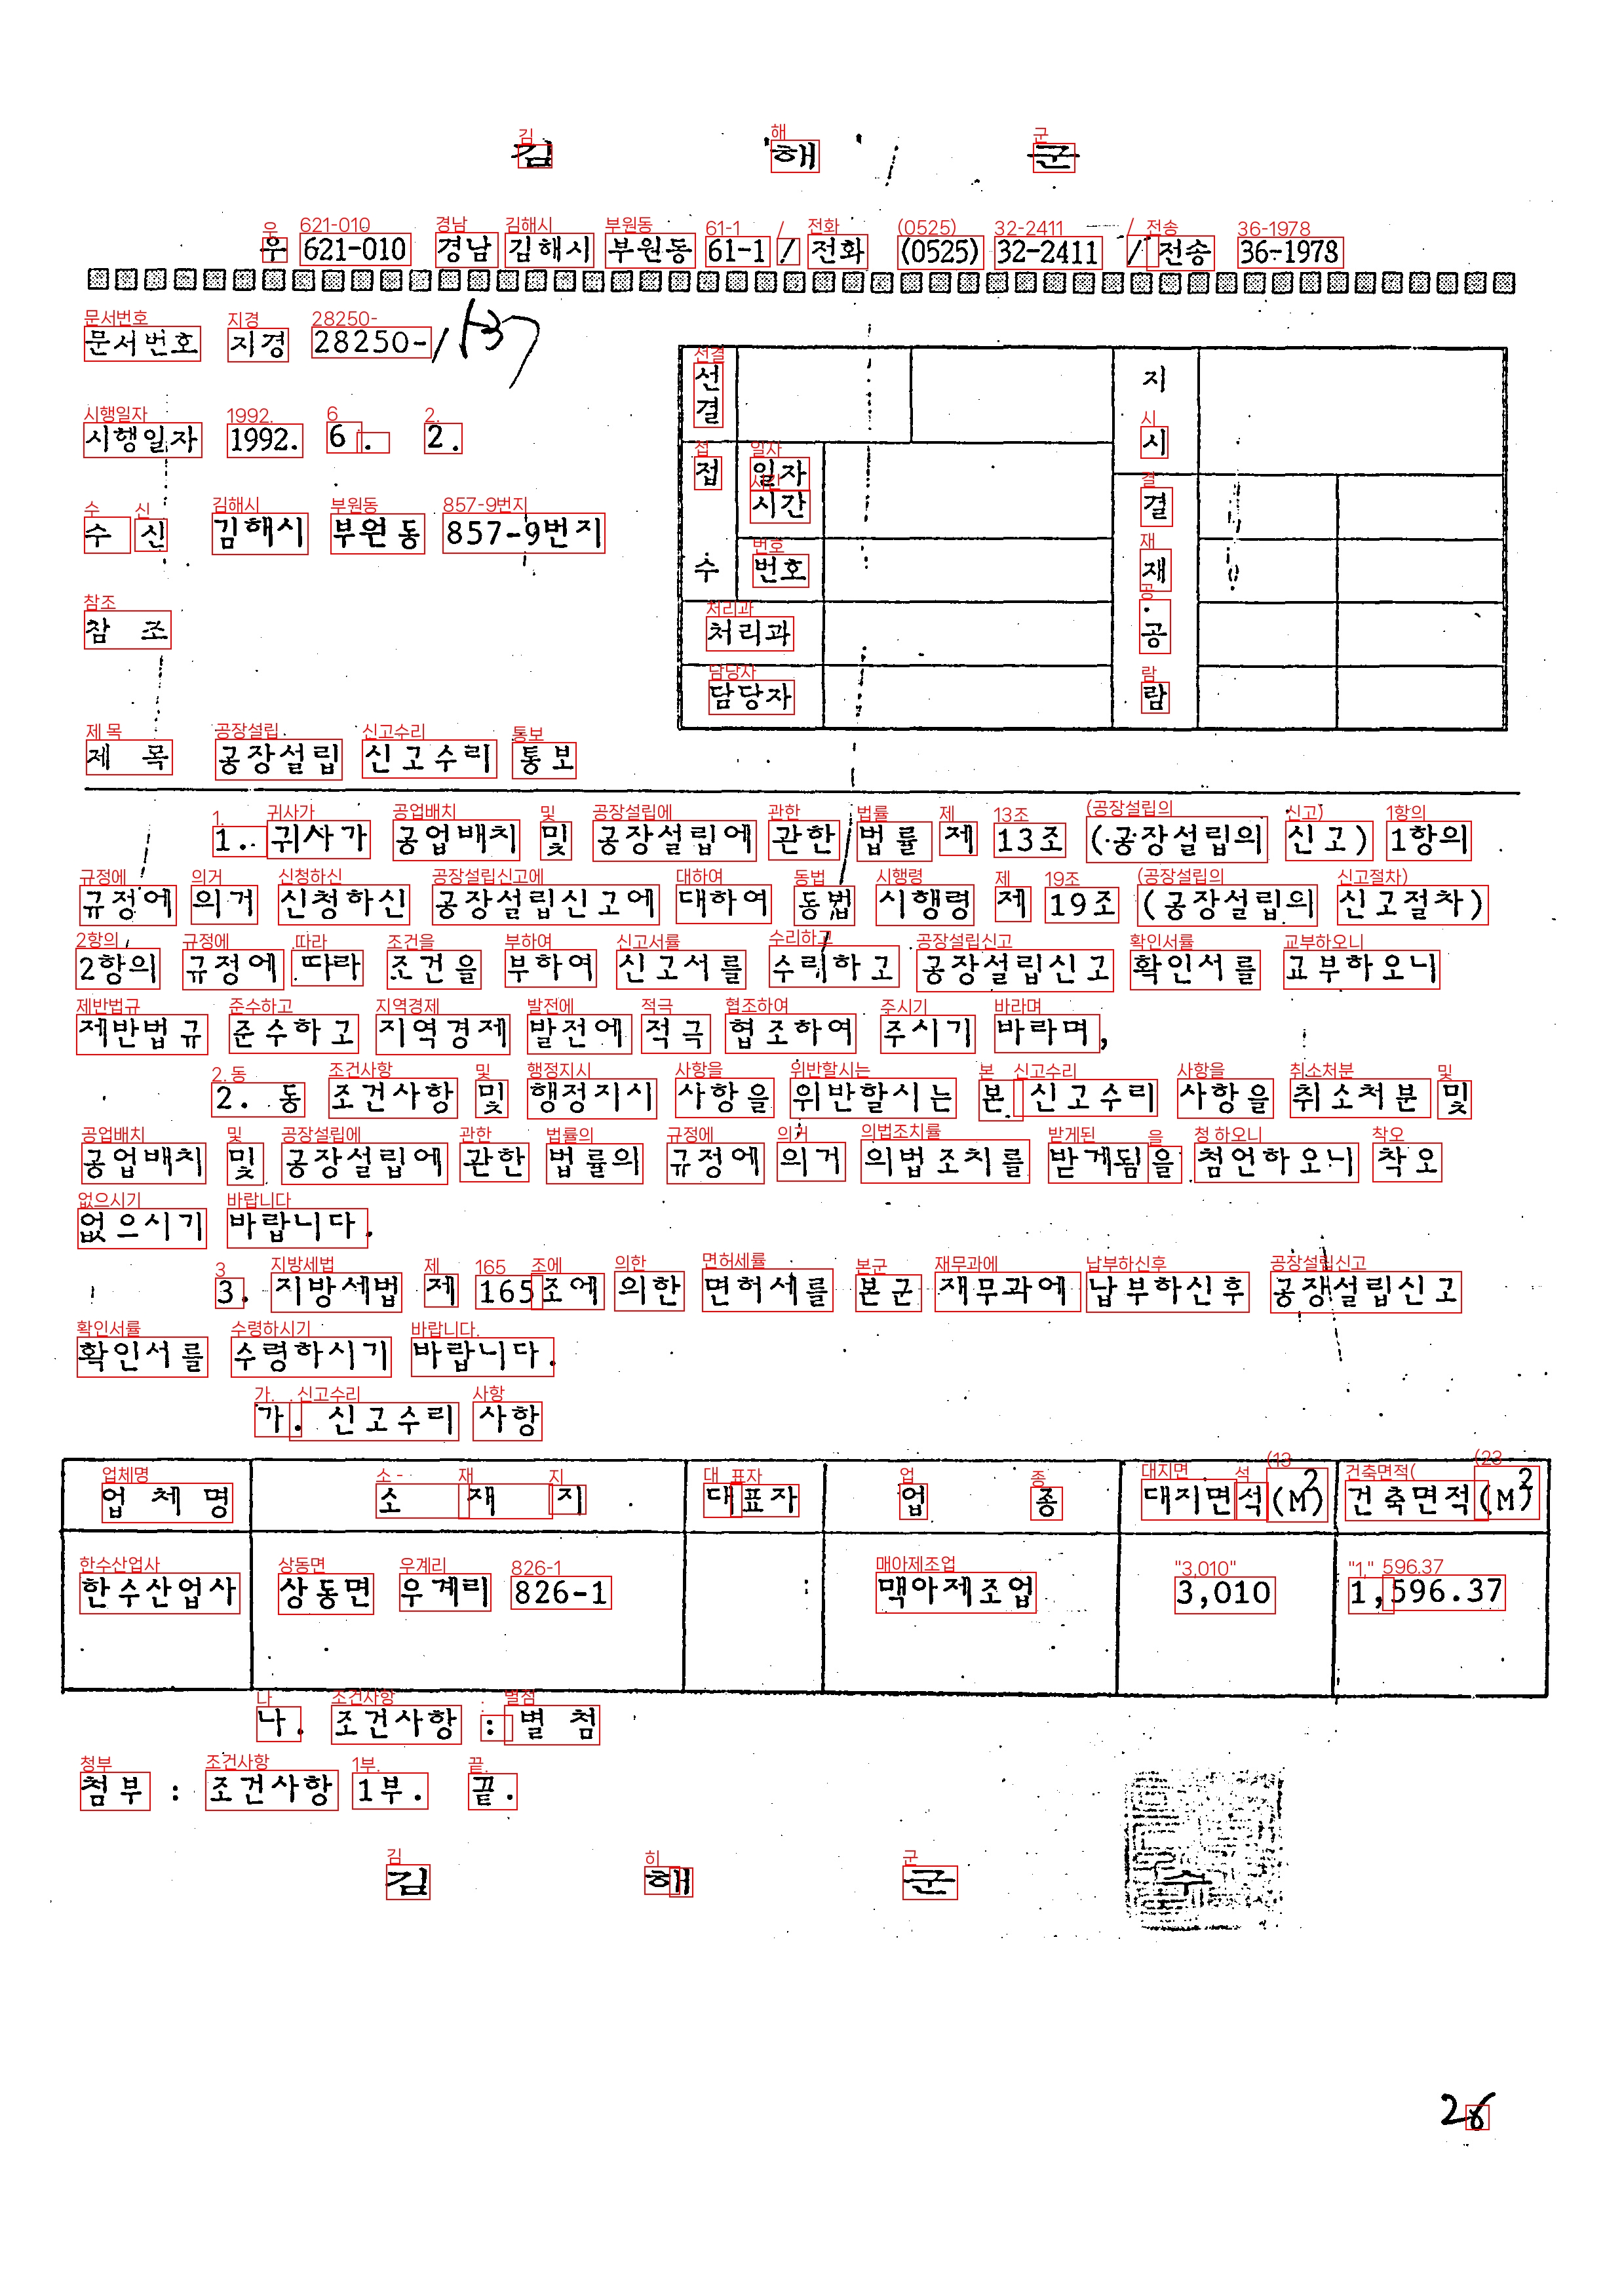 김 해 군
우 621-010 경남 김해시 부원동 61-1 / 전화 (0525) 32-2411 / 전송 36-1978
문서번호 지경 28250-
시행일자 1992. 6. 2.
수 신 김해시 부원동 857-9번지
참 조
제 목 공장설립 신고수리 통보
선결 지시
접수 일자시간 결재·공람
번호
처리과
담당자
1. 귀사가 공업배치 및 공장설립에 관한 법률 제 13조 (공장설립의 신고) 1항의
규정에 의거 신청하신 공장설립신고에 대하여 동법 시행령 제 19조 (공장설립의 신고절차)
2항의 규정에 따라 조건을 부하여 신고서를 수리하고 공장설립신고 확인서를 교부하오니
제반법규 준수하고 지역경제 발전에 적극 협조하여 주시기 바라며,
2. 동 조건사항 및 행정지시 사항을 위반할시는 본 신고수리 사항을 취소처분 및
공업배치 및 공장설립에 관한 법률의 규정에 의거 의법조치를 받게됨을 첨언하오니 착오
없으시기 바랍니다.
3. 지방세법 제 165조에 의한 면허세를 본군 재무과에 납부하신후 공장설립신고
확인서를 수령하시기 바랍니다.
가. 신고수리 사항
업 체 명 소 재 지 대표자 업 종 대지면석(M2) 건축면적(M2)
한수산업사 상동면 우계리 826-1 맥아제조업 3,010 1,596.37
나. 조건사항 : 별 첨
첨부 : 조건사항 1부. 끝.
김 해 군 수